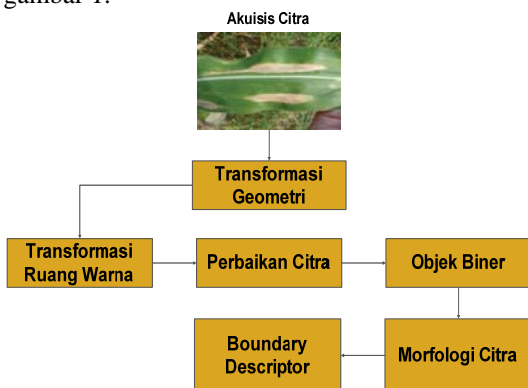 gambar 1.
Akuisis Citra
Transformasi
Geometri
Transformasi
Ruang Warna
Perbaikan Citra
Objek Biner
Morfologi Citra
Boundary
Descriptor